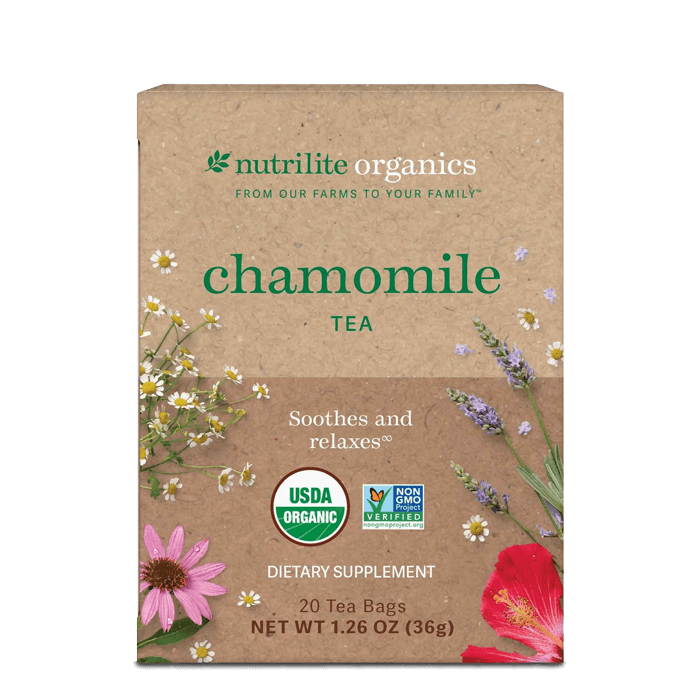 nutrilite organics
FROM OUR FARMS TO YOUR FAMILY™
chamomile
TEA
Soothes and
relaxes∞
USDA
ORGANIC
NON
GMO
Project
VERIFIED
nongmoproject.org
DIETARY SUPPLEMENT
20 Tea Bags
NET WT 1.26 OZ (36g)